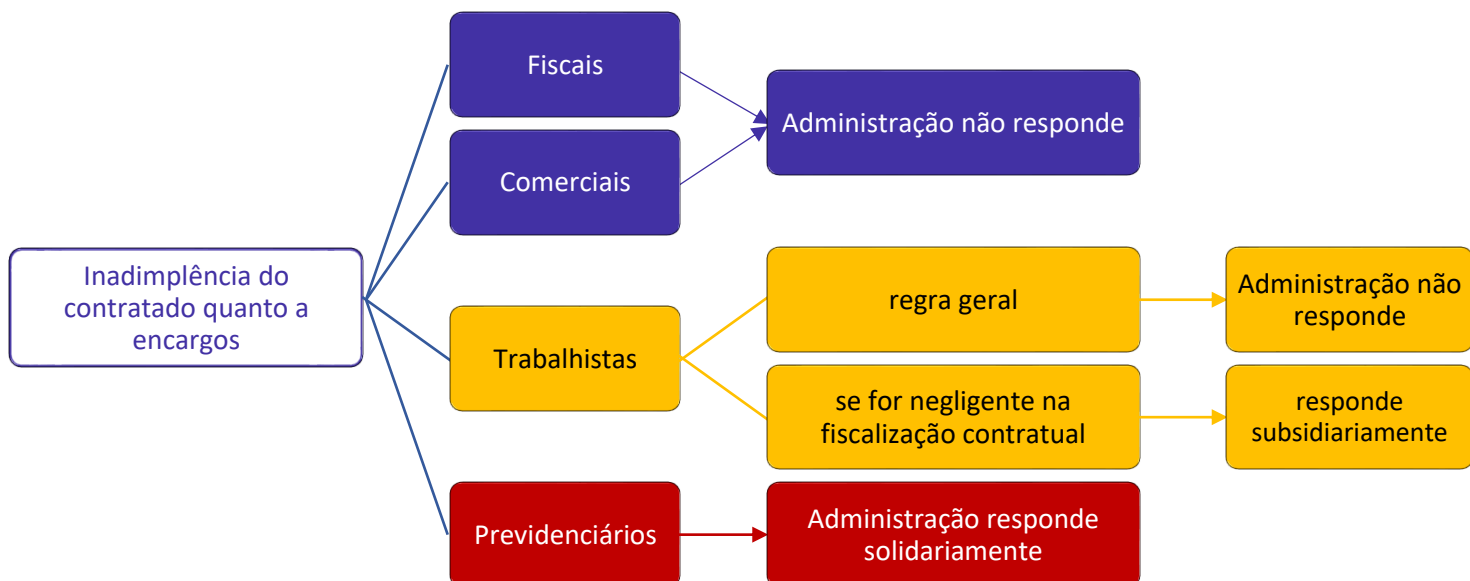 Inadimplência do
contratado quanto a
encargos
Fiscais
Comerciais
Administração não responde
Trabalhistas
regra geral
Administração não
responde
se for negligente na
fiscalização contratual
responde
subsidiariamente
Previdenciários
Administração responde
solidariamente